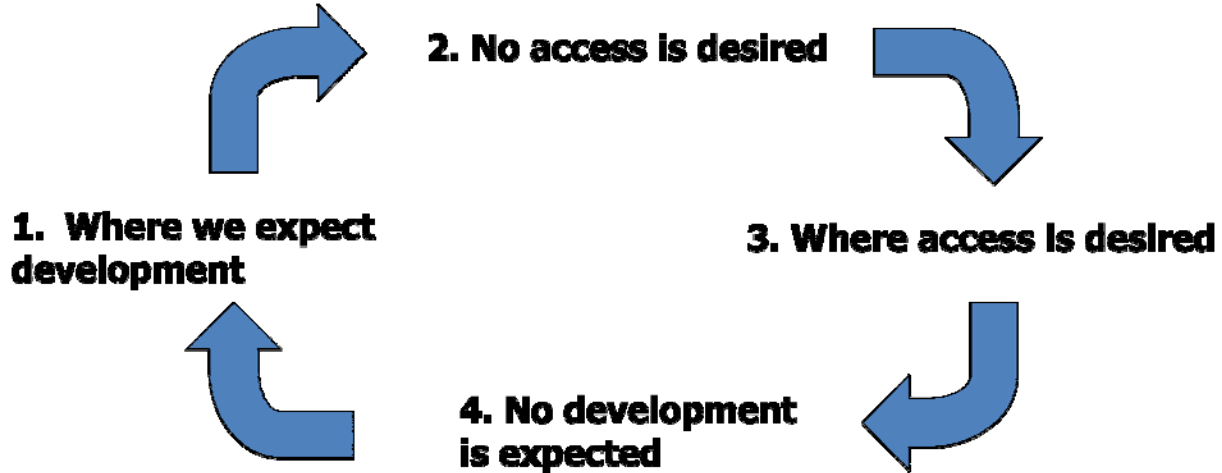 1. Where we expect
development
2. No access is desired
3. Where access is desired
4. No development
is expected